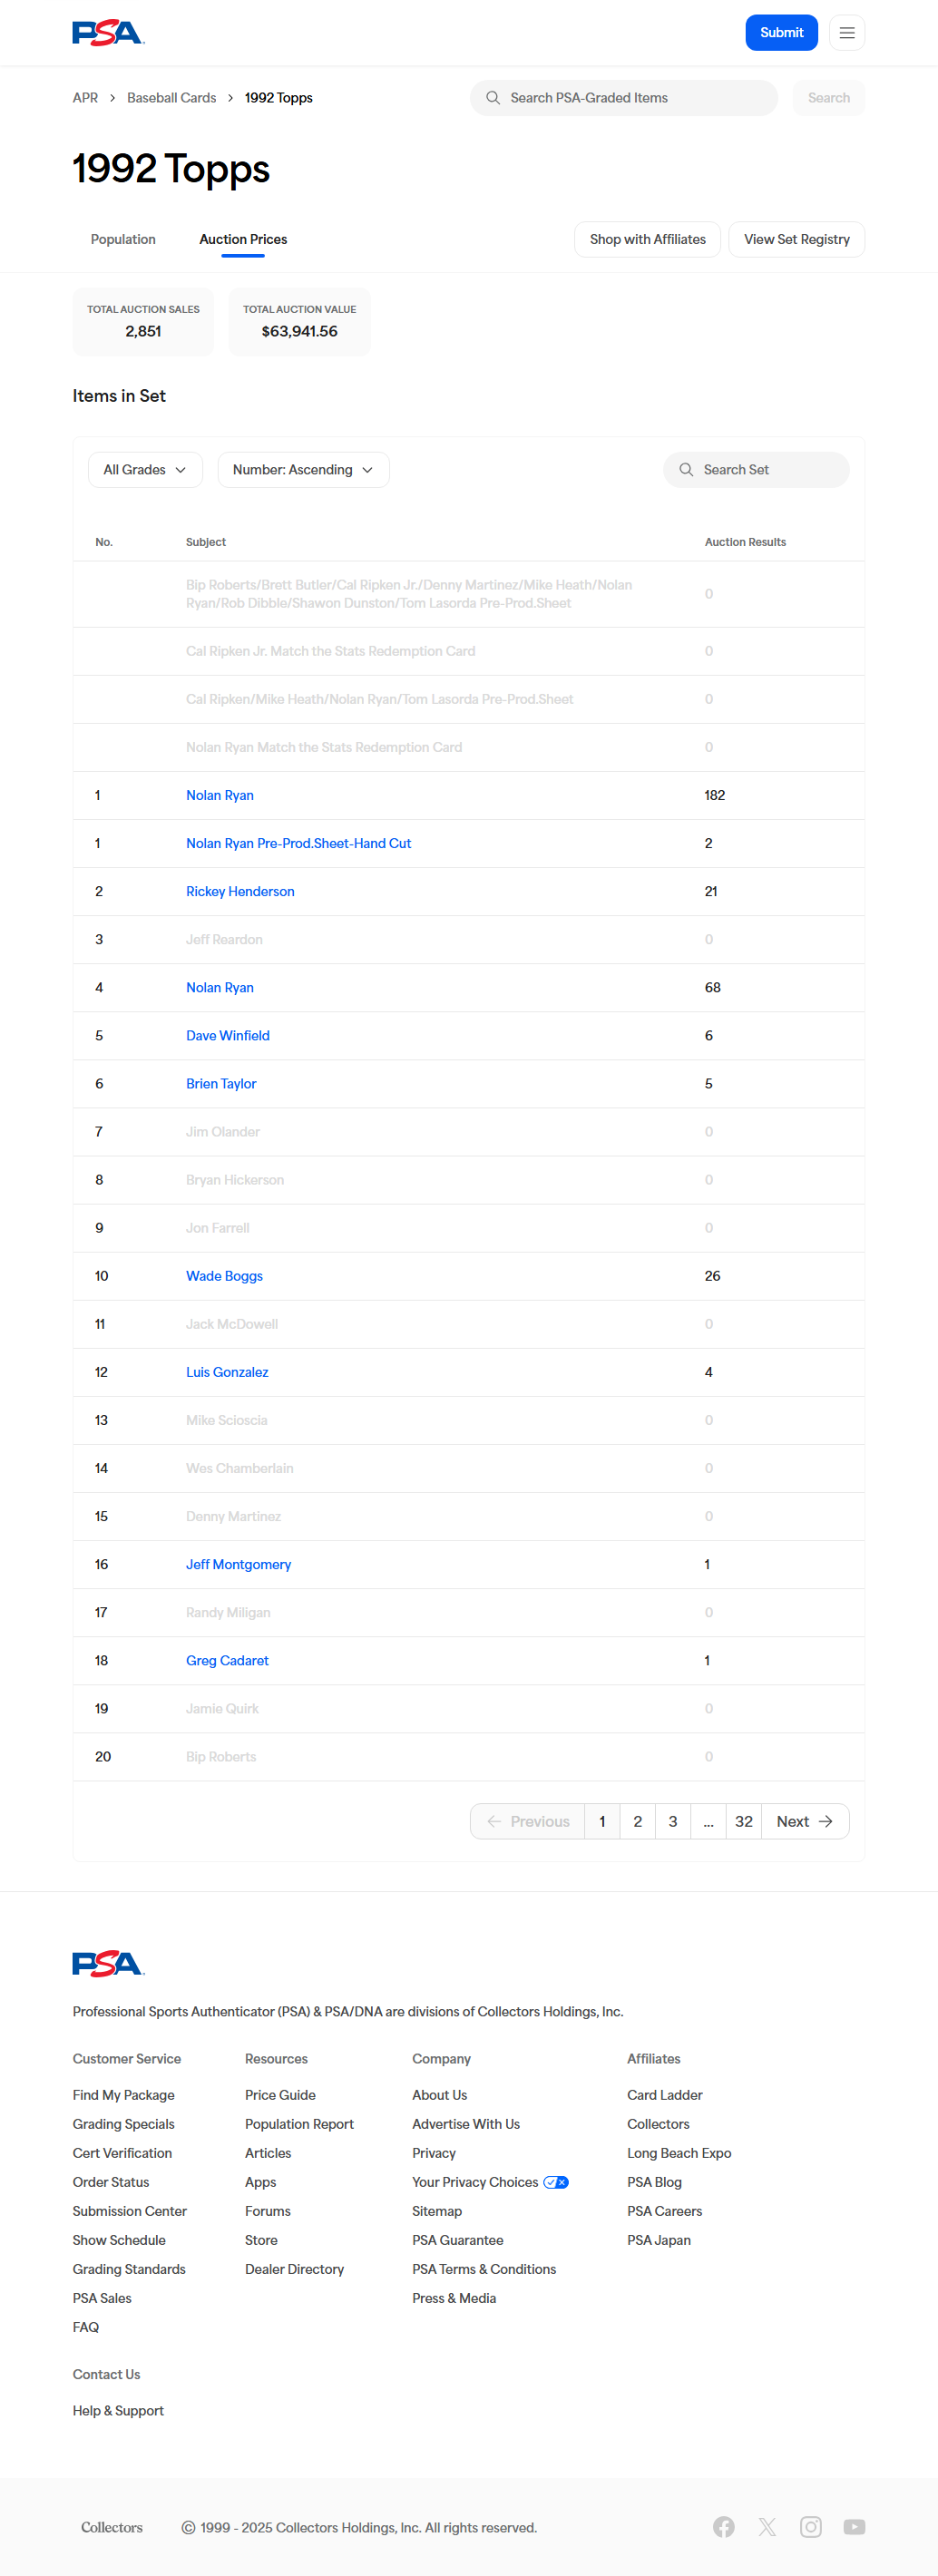 PSA
Submit
APR > Baseball Cards > 1992 Topps
Search PSA-Graded Items
Search
1992 Topps
Population
Auction Prices
Shop with Affiliates
View Set Registry
TOTAL AUCTION SALES
2,851
TOTAL AUCTION VALUE
$63,941.56
Items in Set
All Grades
Number: Ascending
Search Set
No. Subject Auction Results
Bip Roberts/Brett Butler/Cal Ripken Jr./Denny Martinez/Mike Heath/Nolan
Ryan/Rob Dibble/Shawon Dunston/Tom Lasorda Pre-Prod.Sheet 0
Cal Ripken Jr. Match the Stats Redemption Card 0
Cal Ripken/Mike Heath/Nolan Ryan/Tom Lasorda Pre-Prod.Sheet 0
Nolan Ryan Match the Stats Redemption Card 0
1 Nolan Ryan 182
1 Nolan Ryan Pre-Prod.Sheet-Hand Cut 2
2 Rickey Henderson 21
3 Jeff Reardon 0
4 Nolan Ryan 68
5 Dave Winfield 6
6 Brien Taylor 5
7 Jim Olander 0
8 Bryan Hickerson 0
9 Jon Farrell 0
10 Wade Boggs 26
11 Jack McDowell 0
12 Luis Gonzalez 4
13 Mike Scioscia 0
14 Wes Chamberlain 0
15 Denny Martinez 0
16 Jeff Montgomery 1
17 Randy Miligan 0
18 Greg Cadaret 1
19 Jamie Quirk 0
20 Bip Roberts 0
Previous 1 2 3 ... 32 Next
PSA
Professional Sports Authenticator (PSA) & PSA/DNA are divisions of Collectors Holdings, Inc.
Customer Service
Find My Package
Grading Specials
Cert Verification
Order Status
Submission Center
Show Schedule
Grading Standards
PSA Sales
FAQ
Resources
Price Guide
Population Report
Articles
Apps
Forums
Store
Dealer Directory
Company
About Us
Advertise With Us
Privacy
Your Privacy Choices
Sitemap
PSA Guarantee
PSA Terms & Conditions
Press & Media
Affiliates
Card Ladder
Collectors
Long Beach Expo
PSA Blog
PSA Careers
PSA Japan
Contact Us
Help & Support
Collectors
© 1999 - 2025 Collectors Holdings, Inc. All rights reserved.